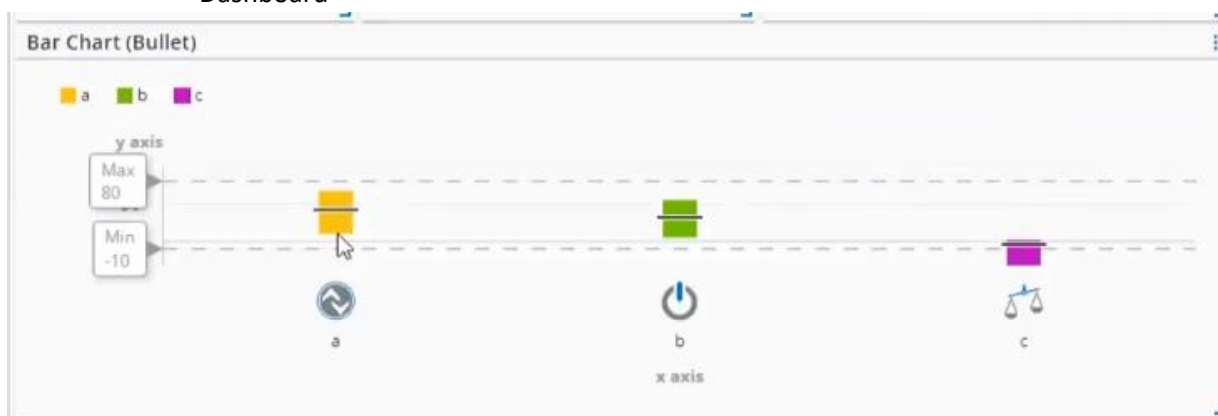 Dashboard
Bar Chart (Bullet)
a b c
y axis
Max
80
Min
-10
a b c
x axis